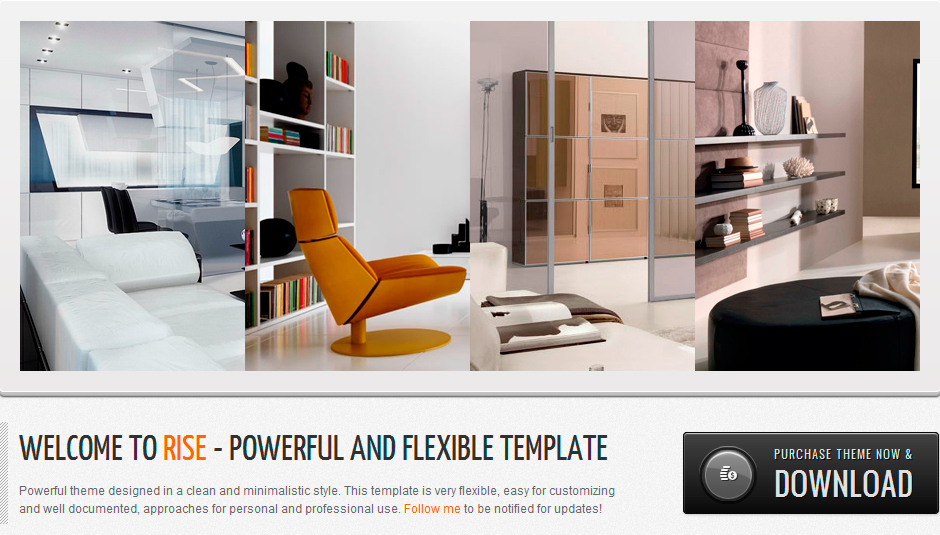 WELCOME TO RISE - POWERFUL AND FLEXIBLE TEMPLATE
Powerful theme designed in a clean and minimalistic style. This template is very flexible, easy for customizing
and well documented, approaches for personal and professional use. Follow me to be notified for updates!
PURCHASE THEME NOW &
DOWNLOAD